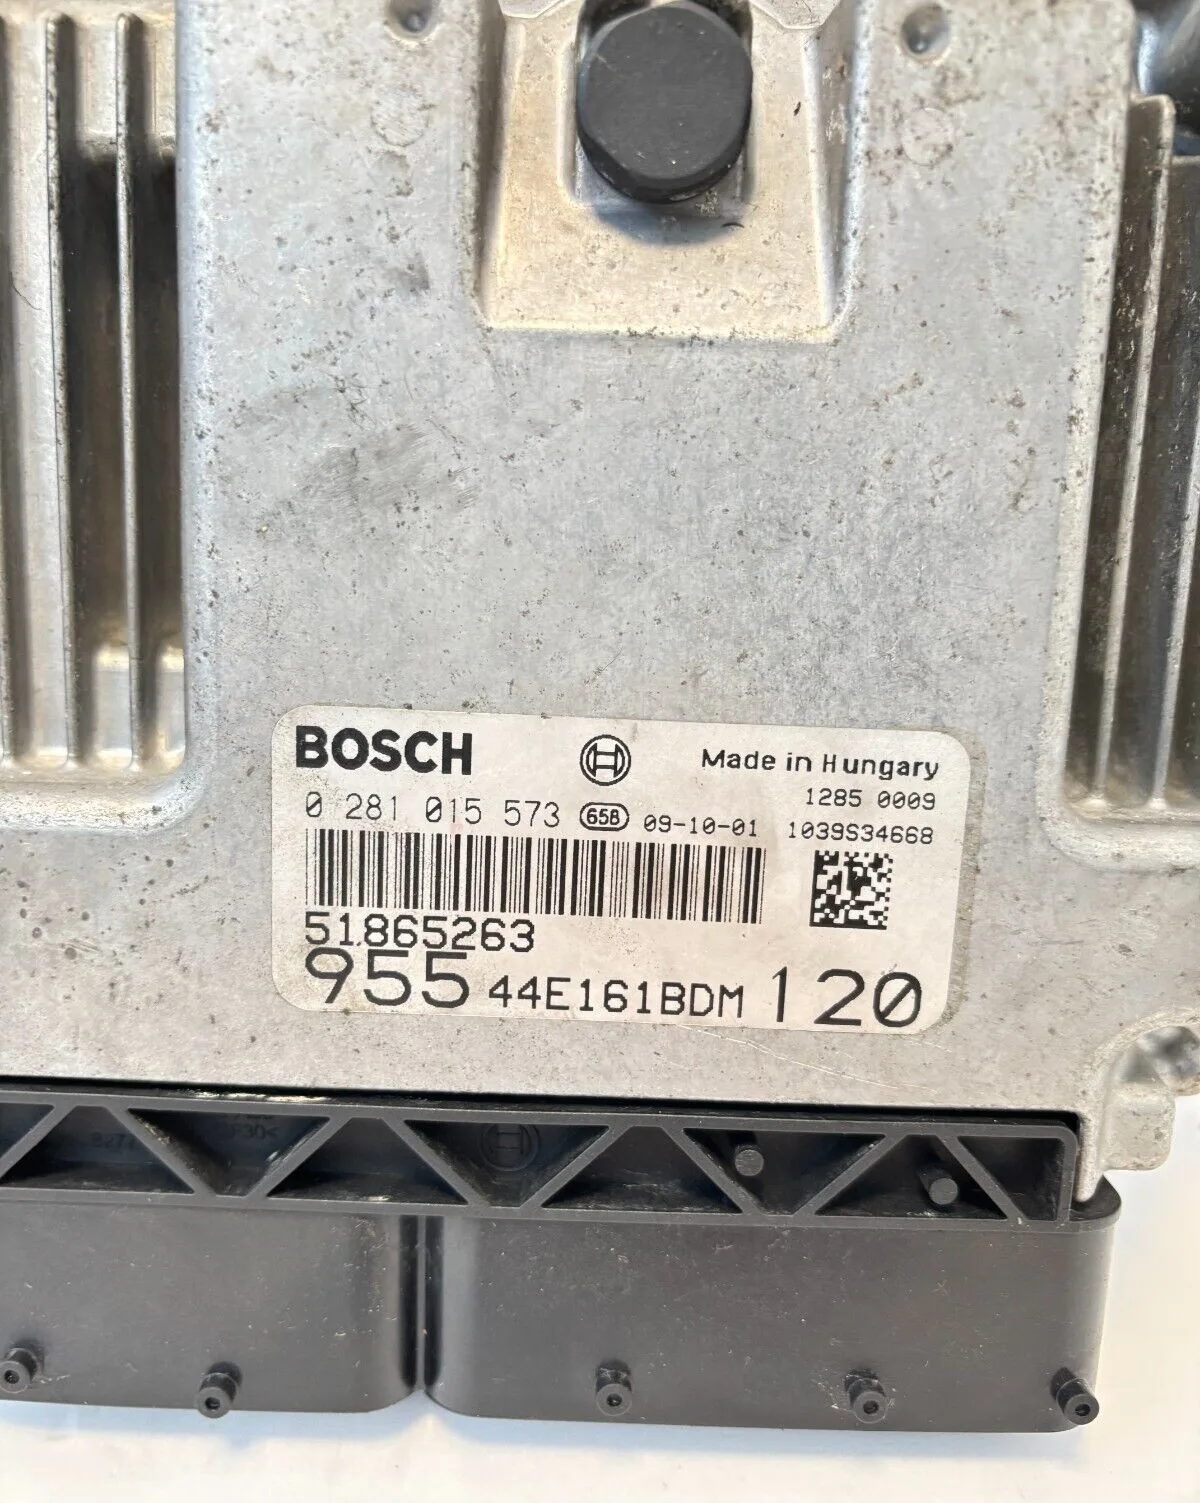 BOSCH
Made in Hungary
1285 0009
0 281 015 573 658 09-10-01 1039S34668
51865263
955 44E161BDM 120